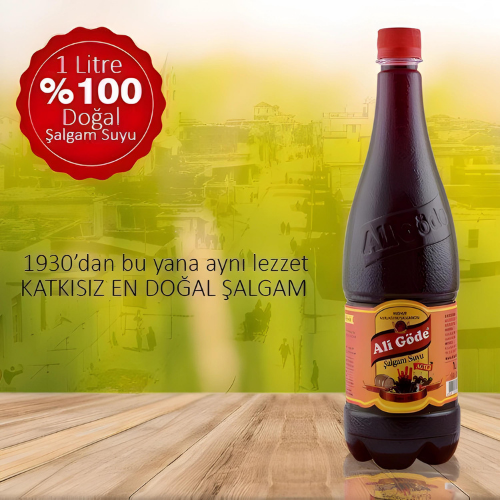 1 Litre
%100
Doğal
Şalgam Suyu
1930’dan bu yana aynı lezzet
KATKISIZ EN DOĞAL ŞALGAM
ALİ GÖDE
Ali Göde
Şalgam Suyu
ACILI